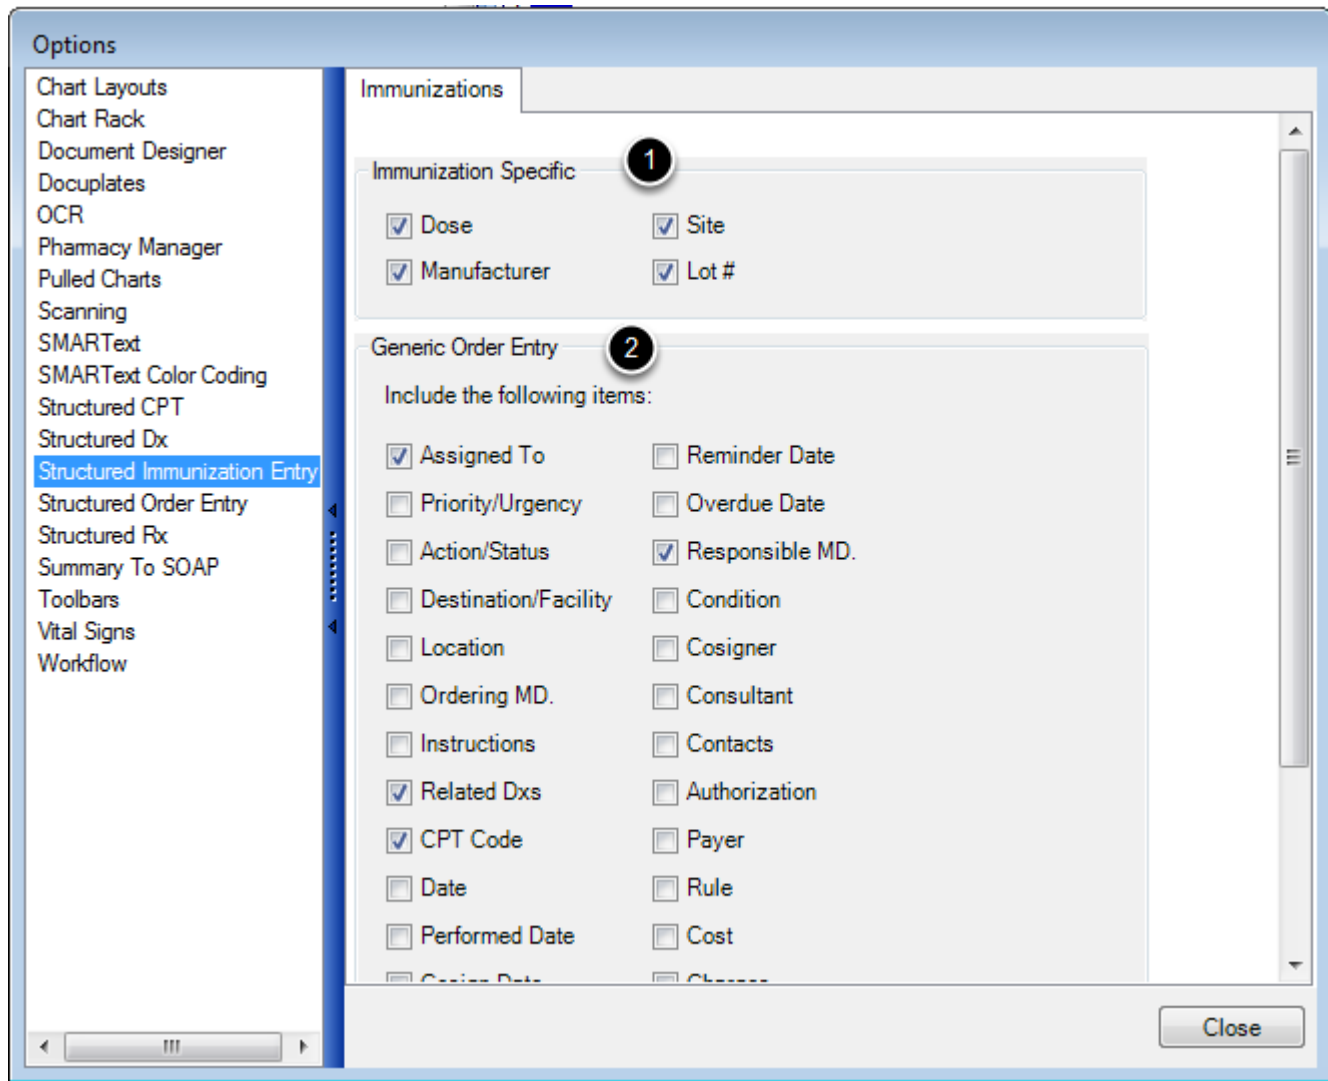 Options
Chart Layouts
Chart Rack
Document Designer
Docuplates
OCR
Pharmacy Manager
Pulled Charts
Scanning
SMARText
SMARText Color Coding
Structured CPT
Structured Dx
Structured Immunization Entry
Structured Order Entry
Structured Rx
Summary To SOAP
Toolbars
Vital Signs
Workflow
Immunizations
Immunization Specific 1
Dose Site
Manufacturer Lot #
Generic Order Entry 2
Include the following items:
Assigned To Reminder Date
Priority/Urgency Overdue Date
Action/Status Responsible MD.
Destination/Facility Condition
Location Cosigner
Ordering MD. Consultant
Instructions Contacts
Related Dxs Authorization
CPT Code Payer
Date Rule
Performed Date Cost
Close